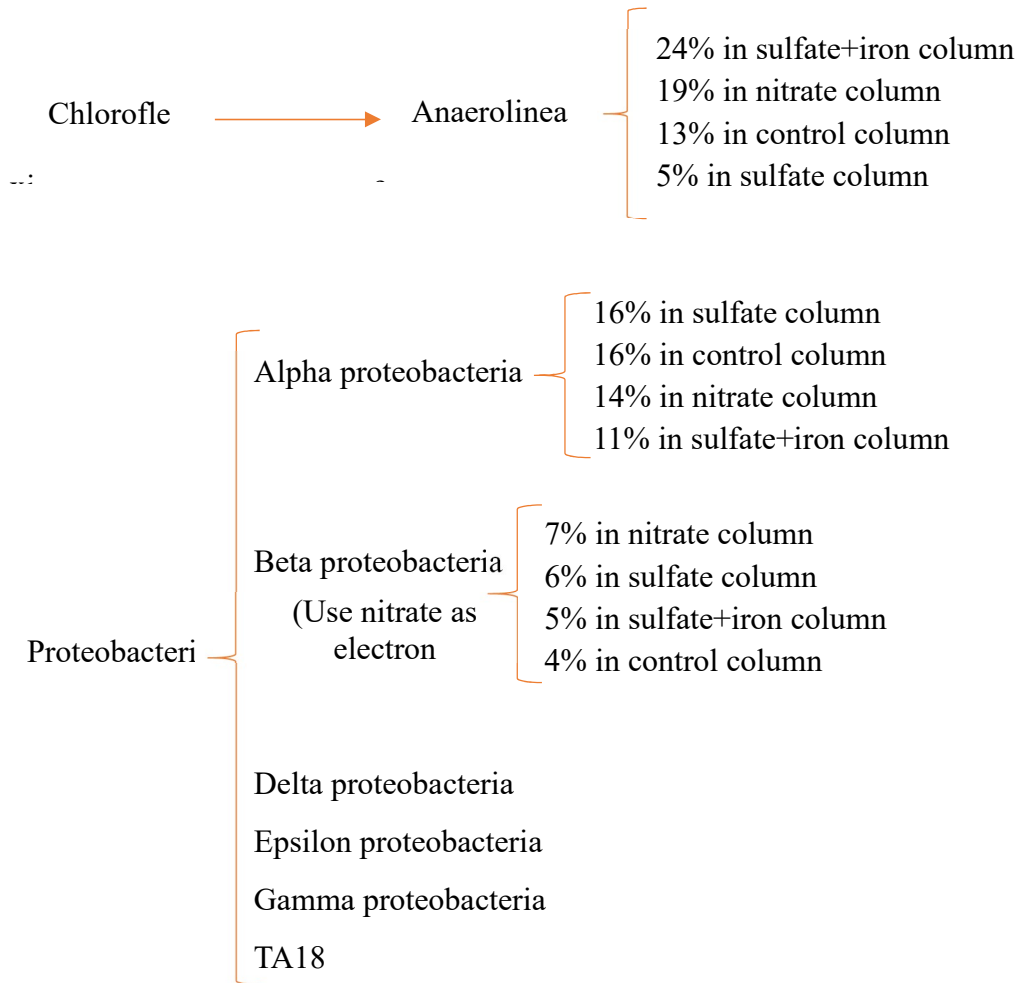 Chlorofle
Anaerolinea
24% in sulfate+iron column
19% in nitrate column
13% in control column
5% in sulfate column
Proteobacteri
Alpha proteobacteria
16% in sulfate column
16% in control column
14% in nitrate column
11% in sulfate+iron column
Beta proteobacteria
(Use nitrate as
electron
7% in nitrate column
6% in sulfate column
5% in sulfate+iron column
4% in control column
Delta proteobacteria
Epsilon proteobacteria
Gamma proteobacteria
TA18